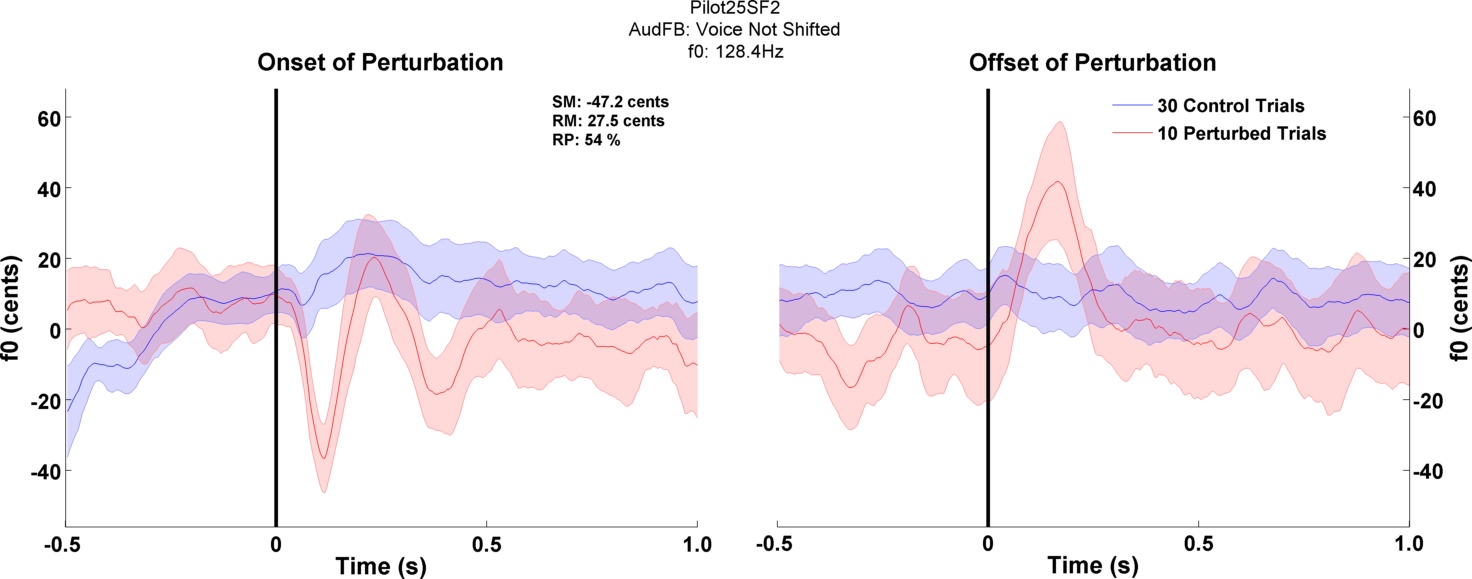 Pilot25SF2
AudFB: Voice Not Shifted
f0: 128.4Hz
Onset of Perturbation
SM: -47.2 cents
RM: 27.5 cents
RP: 54 %
f0 (cents)
60
40
20
0
-20
-40
-0.5
0
0.5
1.0
Time (s)
Offset of Perturbation
30 Control Trials
10 Perturbed Trials
60
40
20
0
-20
-40
f0 (cents)
-0.5
0
0.5
1.0
Time (s)